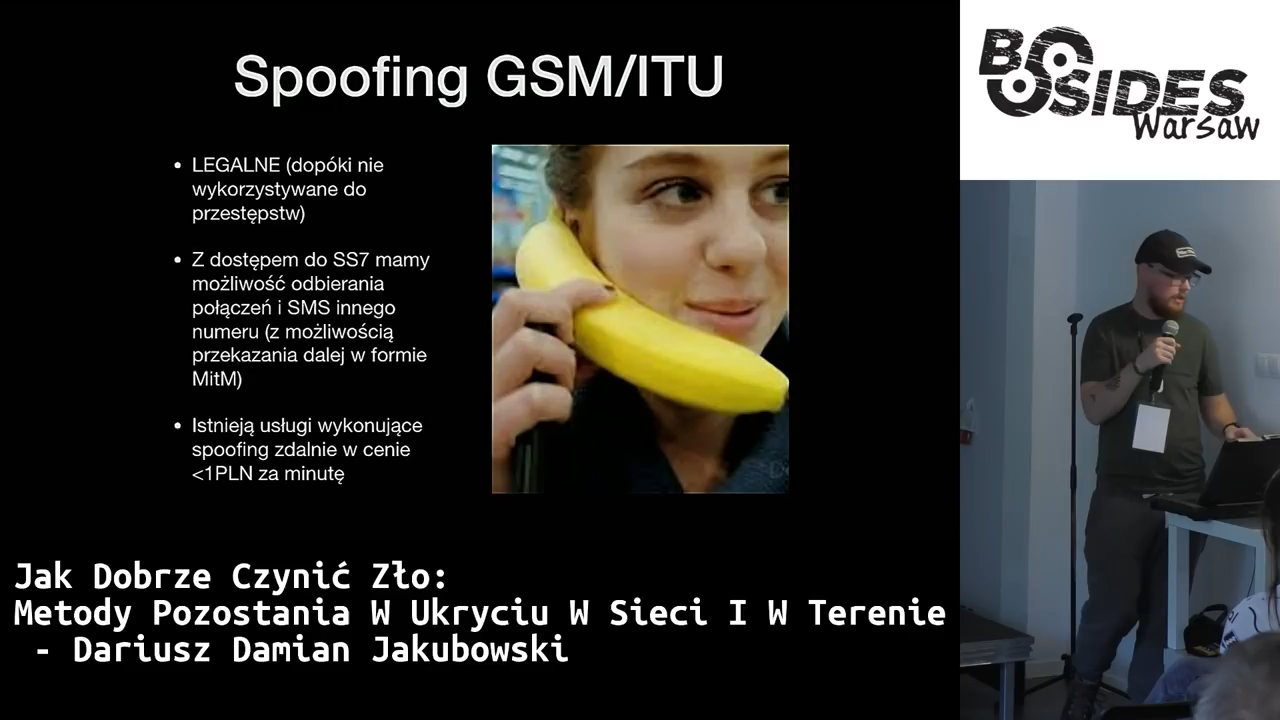 Spoofing GSM/ITU
• LEGALNE (dopóki nie
wykorzystywane do
przestępstw)
• Z dostępem do SS7 mamy
możliwość odbierania
połączeń i SMS innego
numeru (z możliwością
przekazania dalej w formie
MitM)
• Istnieją usługi wykonujące
spoofing zdalnie w cenie
<1PLN za minutę
BSIDES
Warsaw
Jak Dobrze Czynić Zło:
Metody Pozostania W Ukryciu W Sieci I W Terenie
- Dariusz Damian Jakubowski